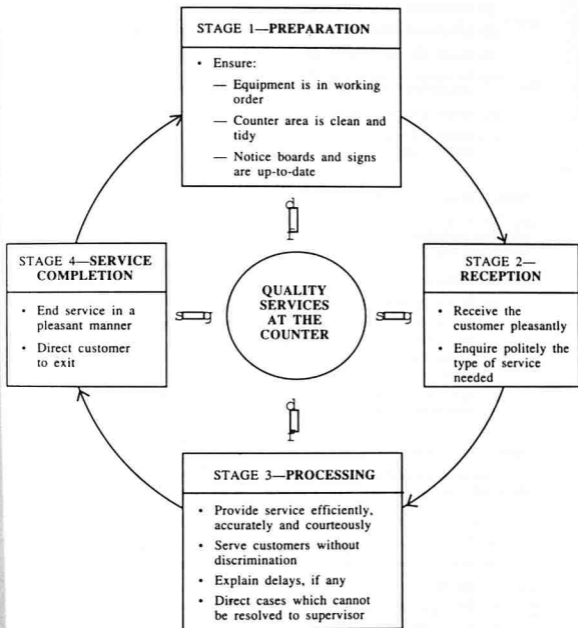 STAGE 1—PREPARATION
• Ensure:
— Equipment is in working
order
— Counter area is clean and
tidy
— Notice boards and signs
are up-to-date
STAGE 2—
RECEPTION
• Receive the
customer pleasantly
• Enquire politely the
type of service
needed
STAGE 3—PROCESSING
• Provide service efficiently,
accurately and courteously
• Serve customers without
discrimination
• Explain delays, if any
• Direct cases which cannot
be resolved to supervisor
STAGE 4—SERVICE
COMPLETION
• End service in a
pleasant manner
• Direct customer
to exit
QUALITY
SERVICES
AT THE
COUNTER